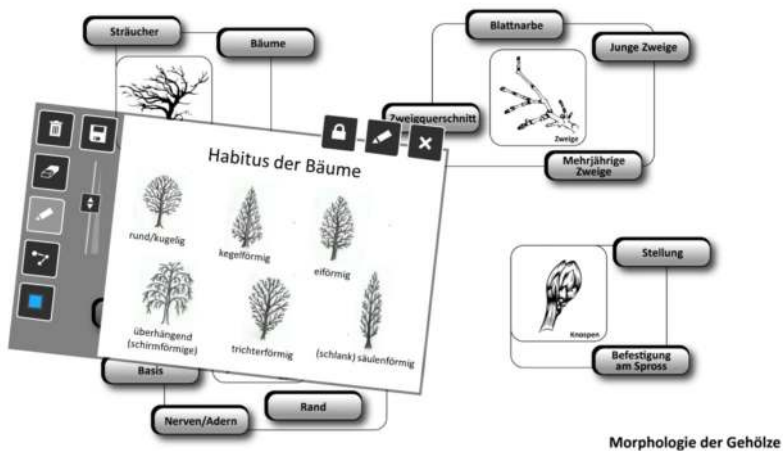 Sträucher
Bäume
Blattnarbe
Junge Zweige
Zweigquerschnitt
Zweige
Mehrjährige
Zweige
Habitus der Bäume
rund/kugelig
kegelförmig
eiförmig
überhängend
(schirmförmige)
trichterförmig
(schlank) säulenförmig
Stellung
Knospen
Befestigung
am Spross
Basis
Nerven/Adern
Rand
Morphologie der Gehölze